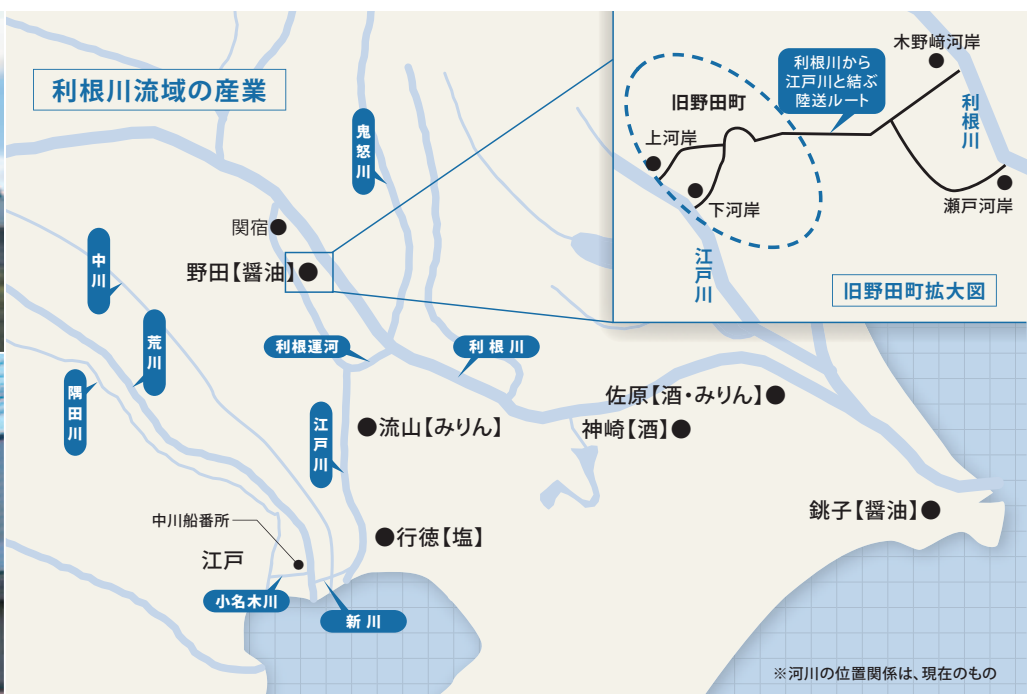 利根川流域の産業
鬼怒川
関宿
野田【醤油】
中川
荒川
隅田川
利根運河
利根川
江戸川
流山【みりん】
佐原【酒・みりん】
神崎【酒】
銚子【醤油】
行徳【塩】
中川船番所
江戸
小名木川
新川
木野﨑河岸
利根川から
江戸川と結ぶ
陸送ルート
旧野田町
上河岸
下河岸
利根川
瀬戸河岸
江戸川
旧野田町拡大図
※河川の位置関係は、現在のもの